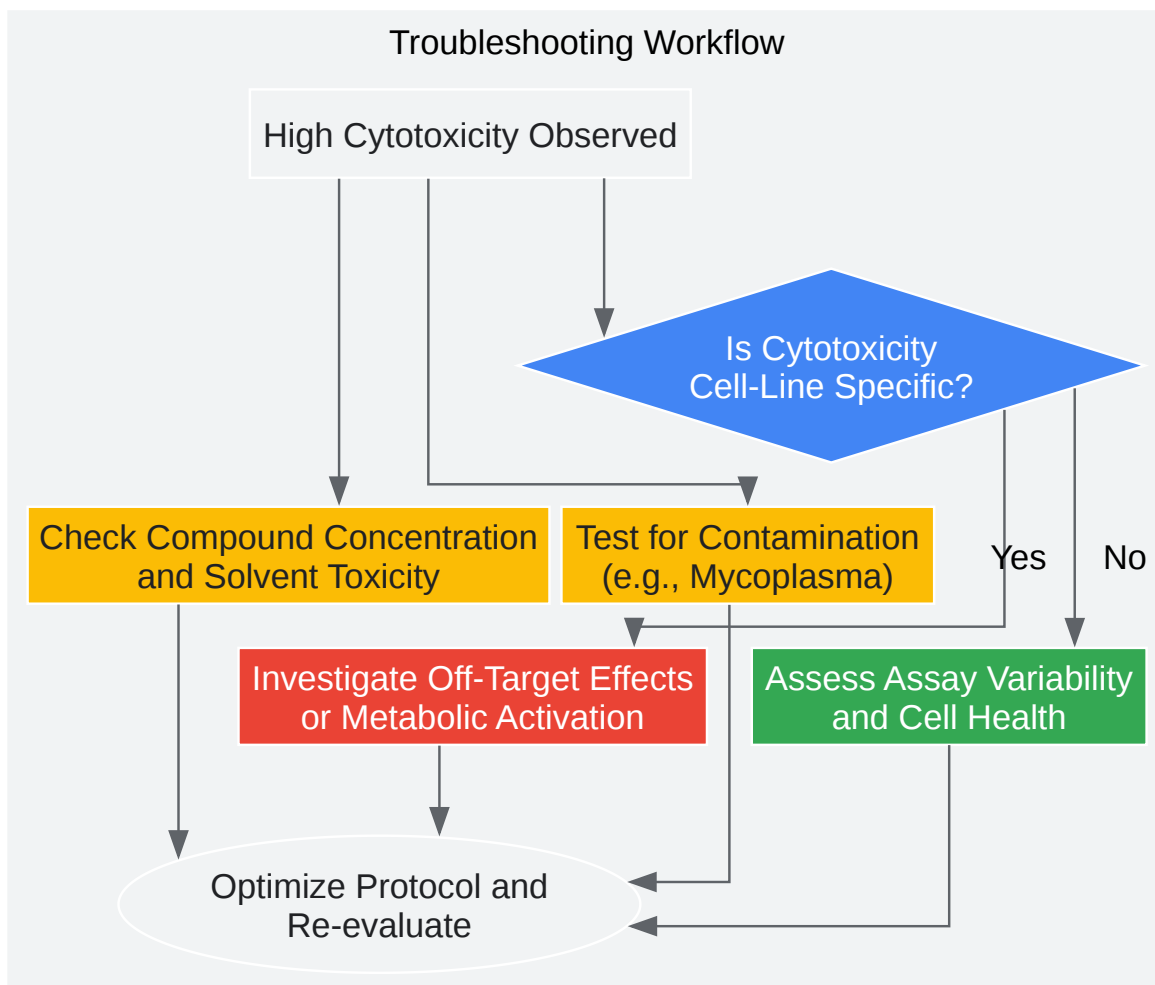 Troubleshooting Workflow
High Cytotoxicity Observed
Is Cytotoxicity
Cell-Line Specific?
Check Compound Concentration
and Solvent Toxicity
Test for Contamination
(e.g., Mycoplasma)
Yes
No
Investigate Off-Target Effects
or Metabolic Activation
Assess Assay Variability
and Cell Health
Optimize Protocol and
Re-evaluate